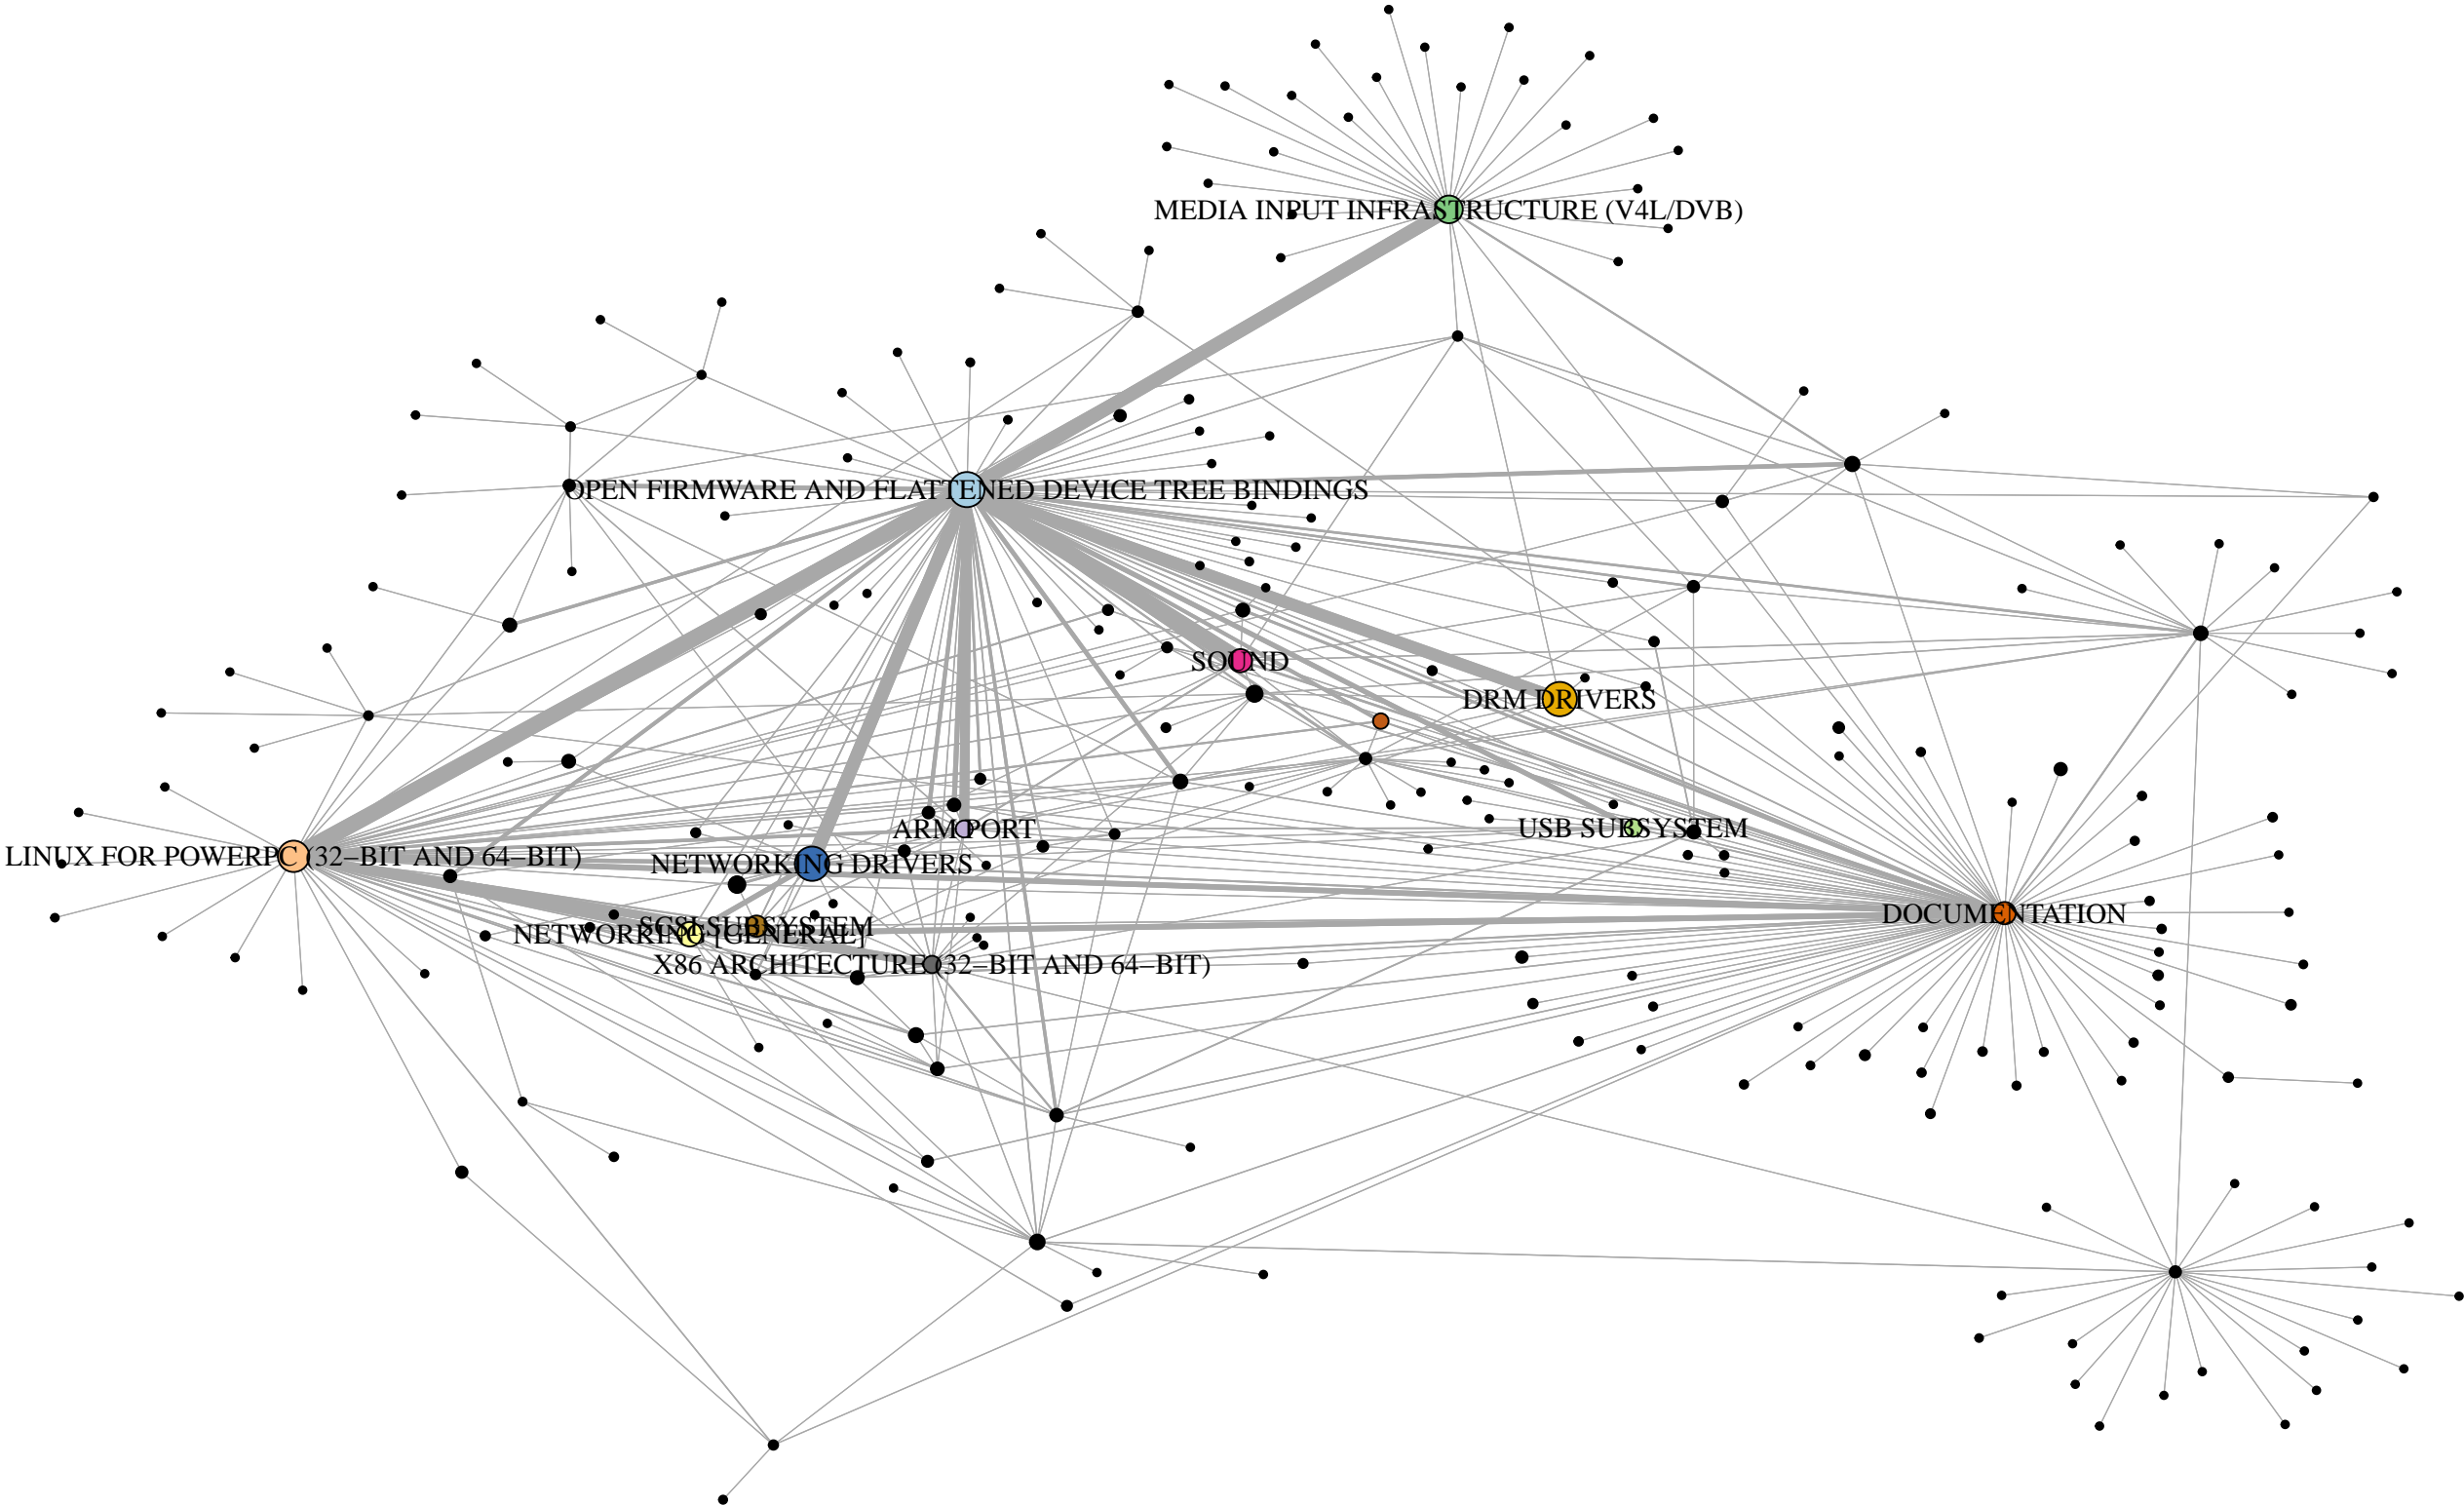 MEDIA INPUT INFRASTRUCTURE (V4L/DVB)
OPEN FIRMWARE AND FLATTENED DEVICE TREE BINDINGS
SOUND
DRM DRIVERS
ARM PORT
USB SUBSYSTEM
LINUX FOR POWERPC (32−BIT AND 64−BIT)
NETWORKING DRIVERS
DOCUMENTATION
SCSI SUBSYSTEM
NETWORKING [GENERAL]
X86 ARCHITECTURE (32−BIT AND 64−BIT)